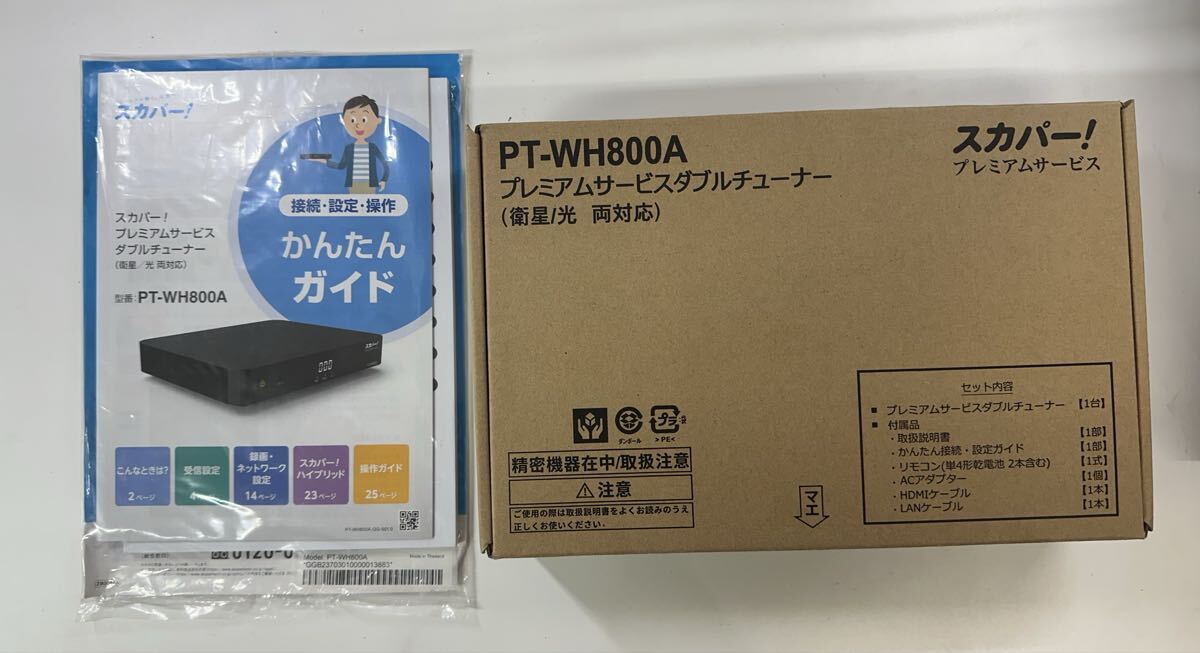 スカパー!
接続・設定・操作
かんたん
ガイド
スカパー!
プレミアムサービス
ダブルチューナー
(衛星/光 両対応)
型番:PT-WH800A
スカパー!
000
こんなときは?
2ページ
受信設定
4
録画・
ネットワーク
設定
14ページ
スカパー!
ハイブリッド
23ページ
操作ガイド
25ページ
0120-0
Model PT-WH800A
Made in Thailand
*GGB23703010000013883*
PT-WH800A
プレミアムサービスダブルチューナー
(衛星/光 両対応)
スカパー!
プレミアムサービス
ダンボール
プラ
>PE<
精密機器在中/取扱注意
⚠注意
ご使用の際は取扱説明書をよくお読みのうえ
正しくお使いください。
マエ
セット内容
■ プレミアムサービスダブルチューナー 【1台】
■ 付属品
・取扱説明書 【1部】
・かんたん接続・設定ガイド 【1部】
・リモコン(単4形乾電池 2本含む) 【1式】
・ACアダプター 【1個】
・HDMIケーブル 【1本】
・LANケーブル 【1本】